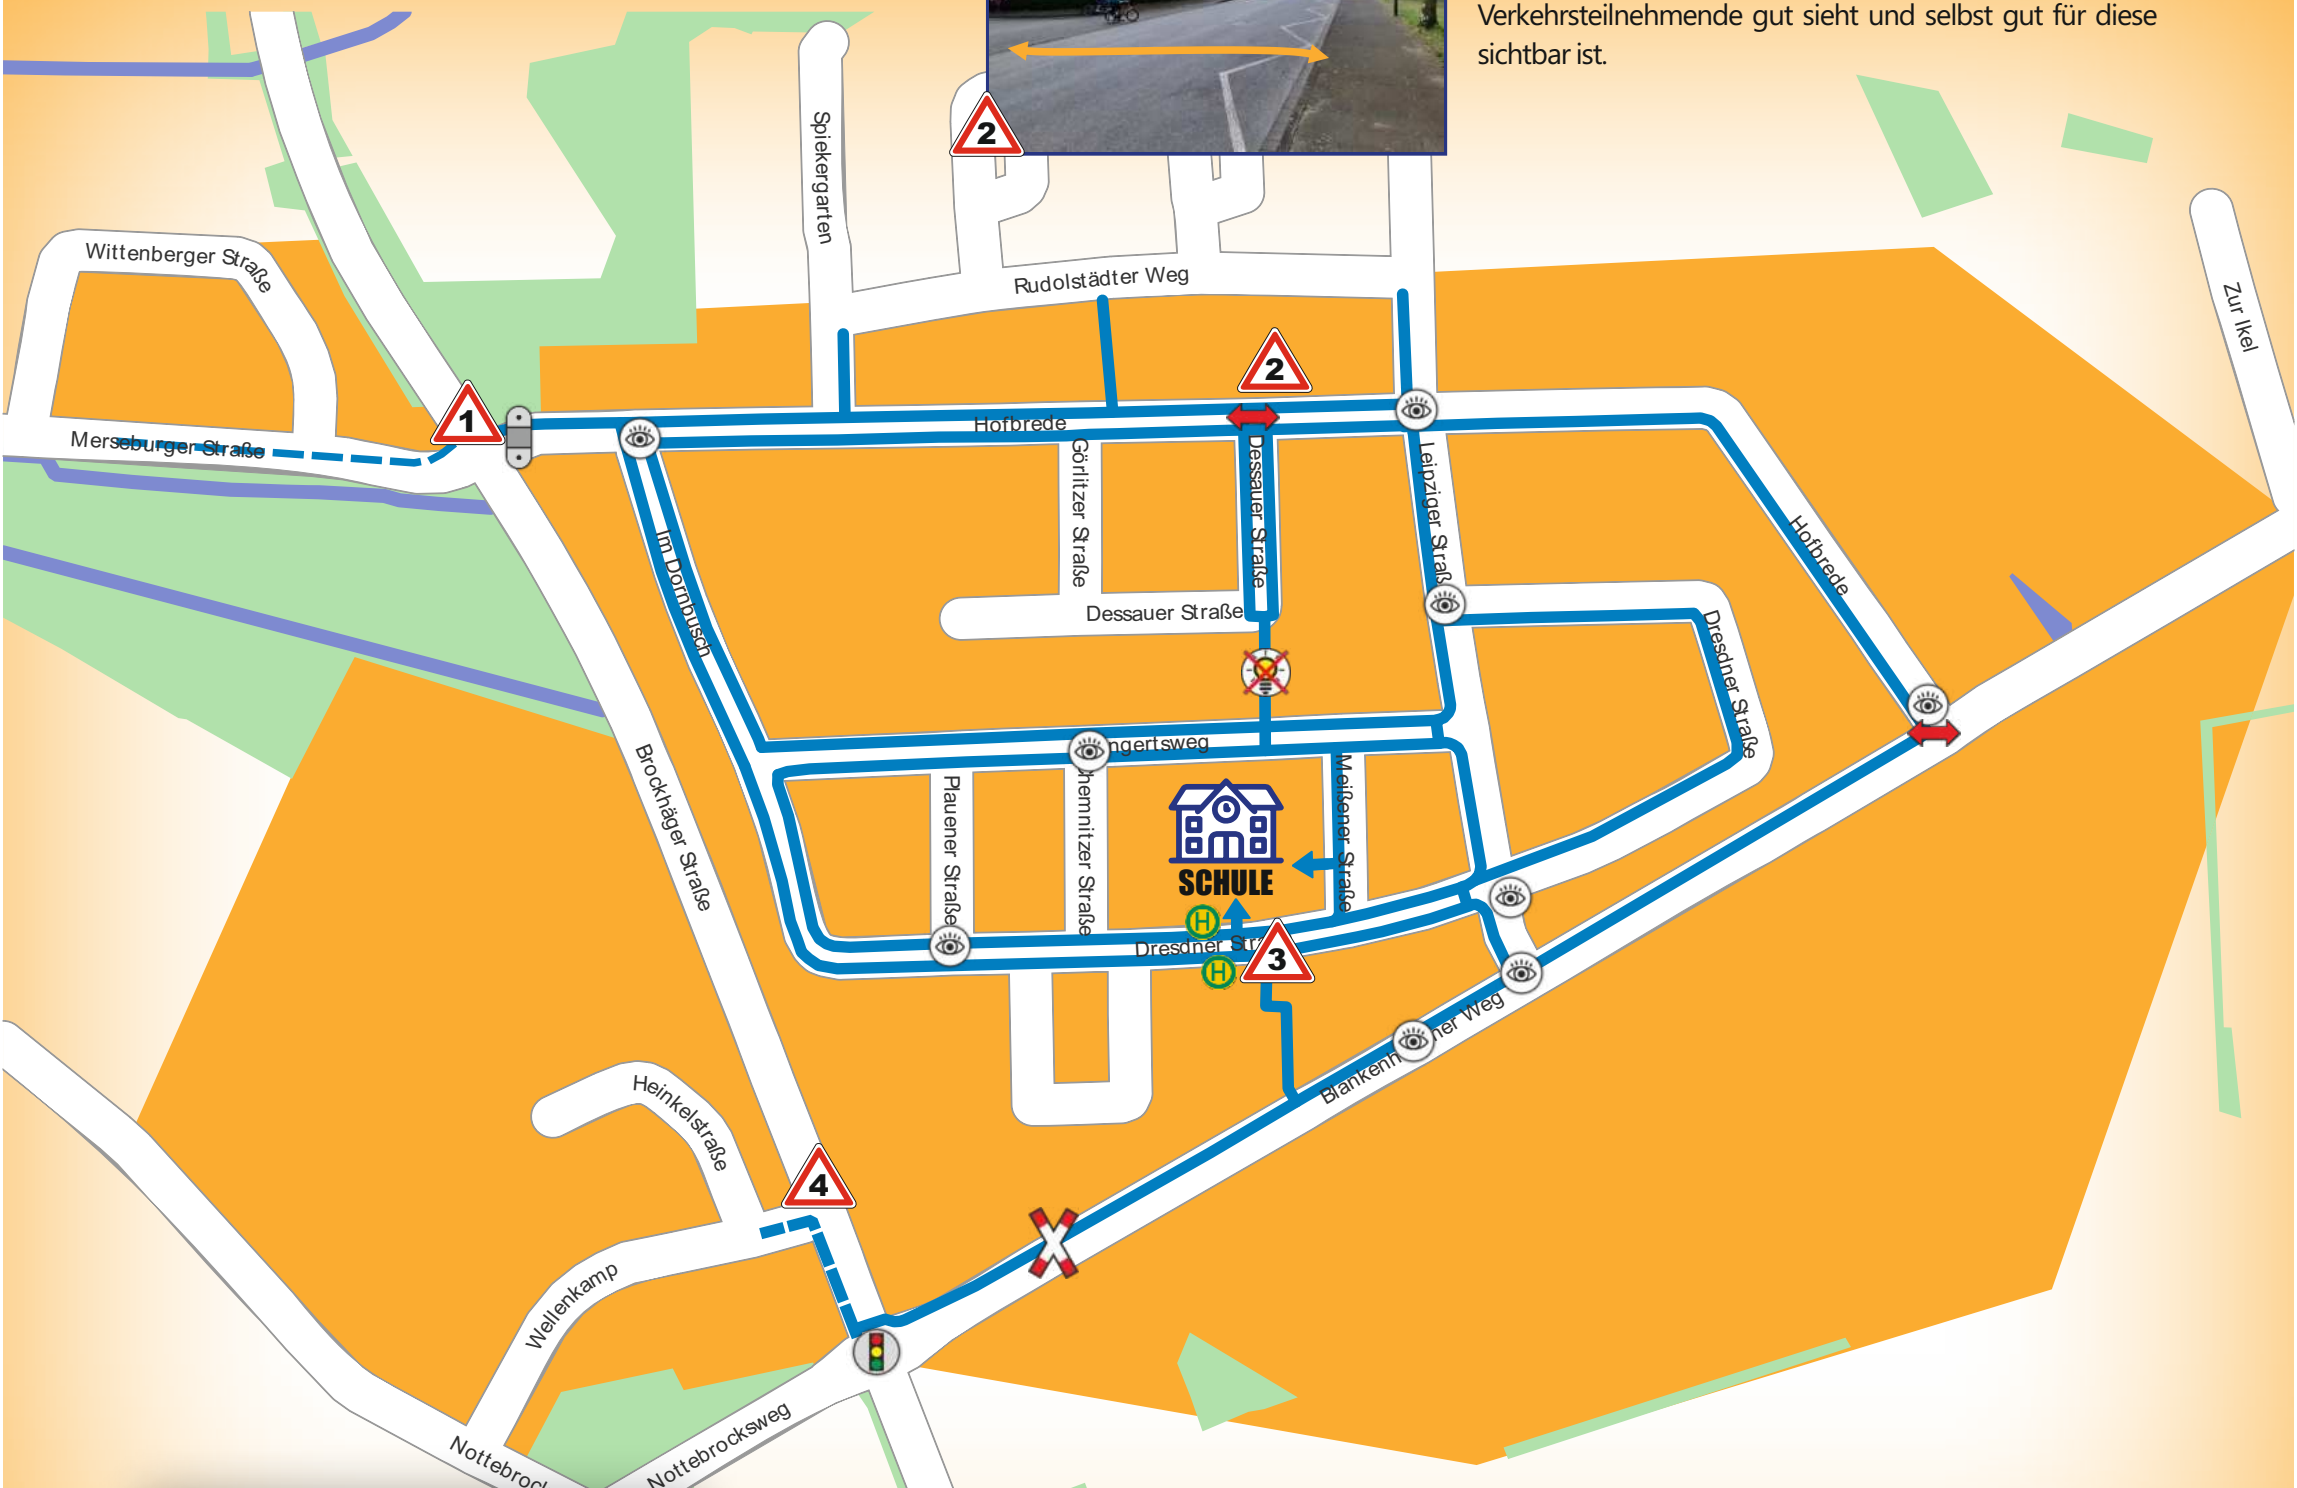 Verkehrsteilnehmende gut sieht und selbst gut für diese
sichtbar ist.
2
Spiekergarten
Wittenberger Straße
Rudolstädter Weg
Zur Ikel
2
1
Merseburger Straße
Hofbrede
Görlitzer Straße
Dessauer Straße
Leipziger Straß
Hofbrede
Im Dornbusch
Dessauer Straße
Dresdner Straße
ngertsweg
Brockhäger Straße
Plauener Straße
hemnitzer Straße
Meißener Straße
SCHULE
H
Dresdner Stra
3
H
Blankenh ner Weg
Heinkelstraße
4
Wellenkamp
Nottebrocksweg
Nottebroc